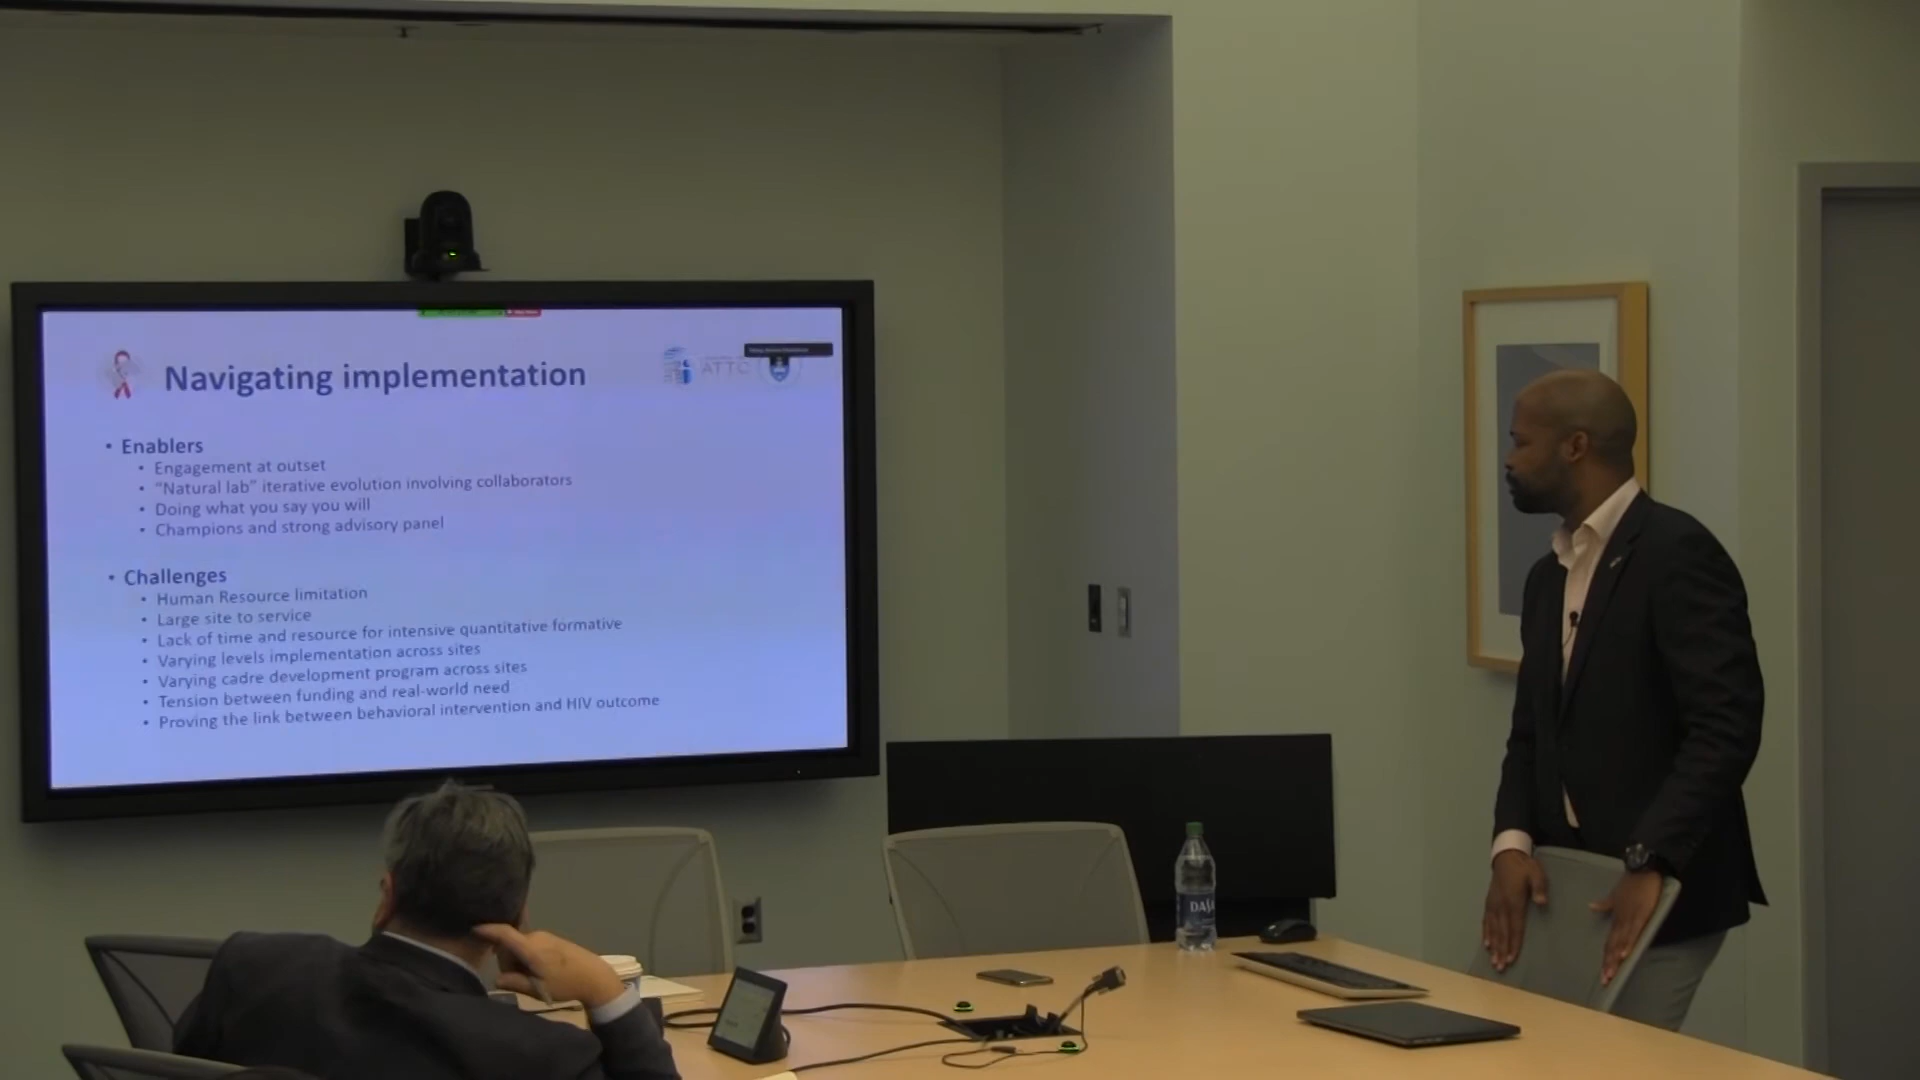 Navigating implementation
ATTC
• Enablers
• Engagement at outset
• "Natural lab" iterative evolution involving collaborators
• Doing what you say you will
• Champions and strong advisory panel
• Challenges
• Human Resource limitation
• Large site to service
• Lack of time and resource for intensive quantitative formative
• Varying levels implementation across sites
• Varying cadre development program across sites
• Tension between funding and real-world need
• Proving the link between behavioral intervention and HIV outcome